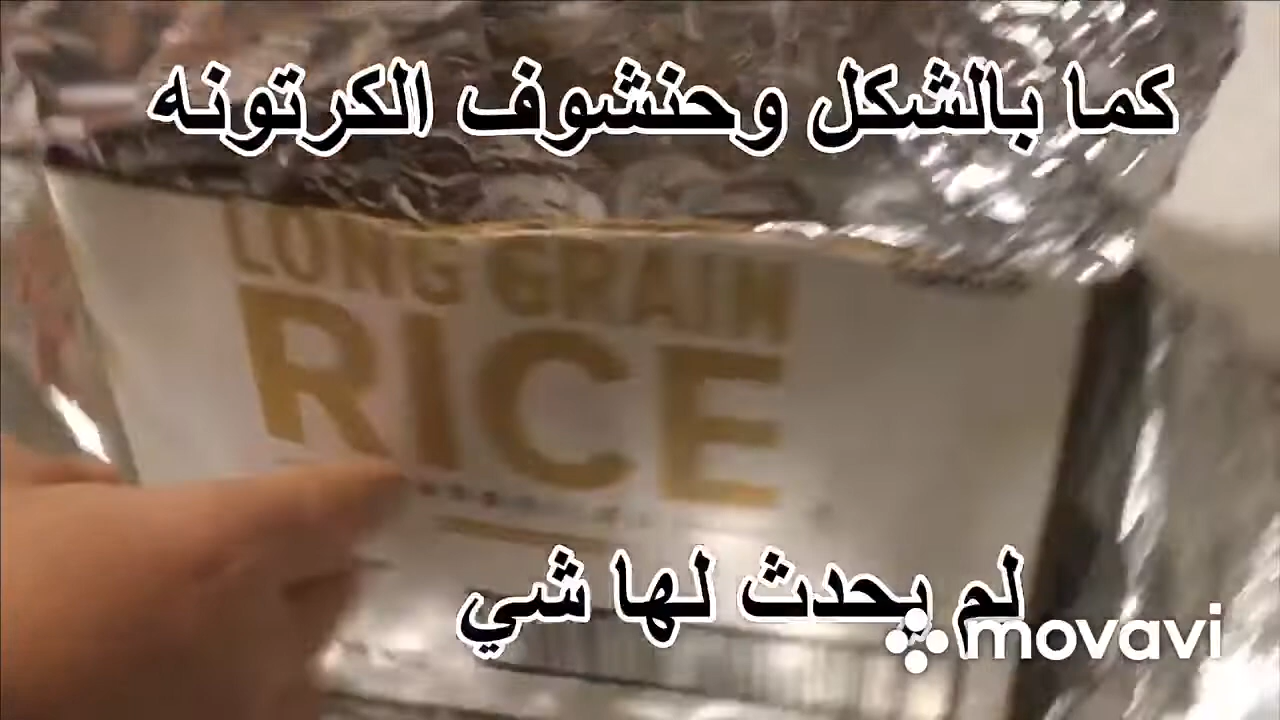 كما بالشكل وحنشوف الكرتونه
LONG GRAIN
RICE
لم يحدث لها شي
movavi